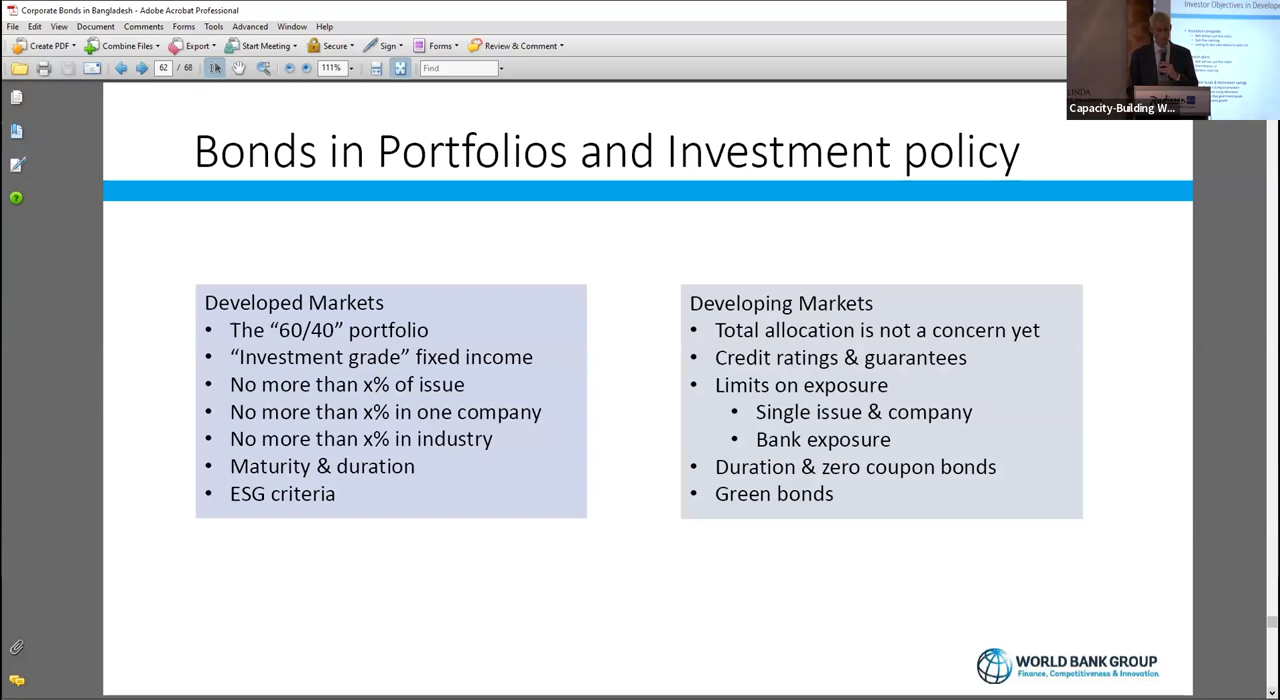 Corporate Bonds in Bangladesh - Adobe Acrobat Professional
File Edit View Document Comments Forms Tools Advanced Window Help
Create PDF Combine Files Export Start Meeting Secure Sign Forms Review & Comment
62 / 68 111% Find
Investor Objectives in Develope
LINDA
Capacity-Building W...
Bonds in Portfolios and Investment policy
Developed Markets
• The “60/40” portfolio
• “Investment grade” fixed income
• No more than x% of issue
• No more than x% in one company
• No more than x% in industry
• Maturity & duration
• ESG criteria
Developing Markets
• Total allocation is not a concern yet
• Credit ratings & guarantees
• Limits on exposure
• Single issue & company
• Bank exposure
• Duration & zero coupon bonds
• Green bonds
WORLD BANK GROUP
Finance, Competitiveness & Innovation